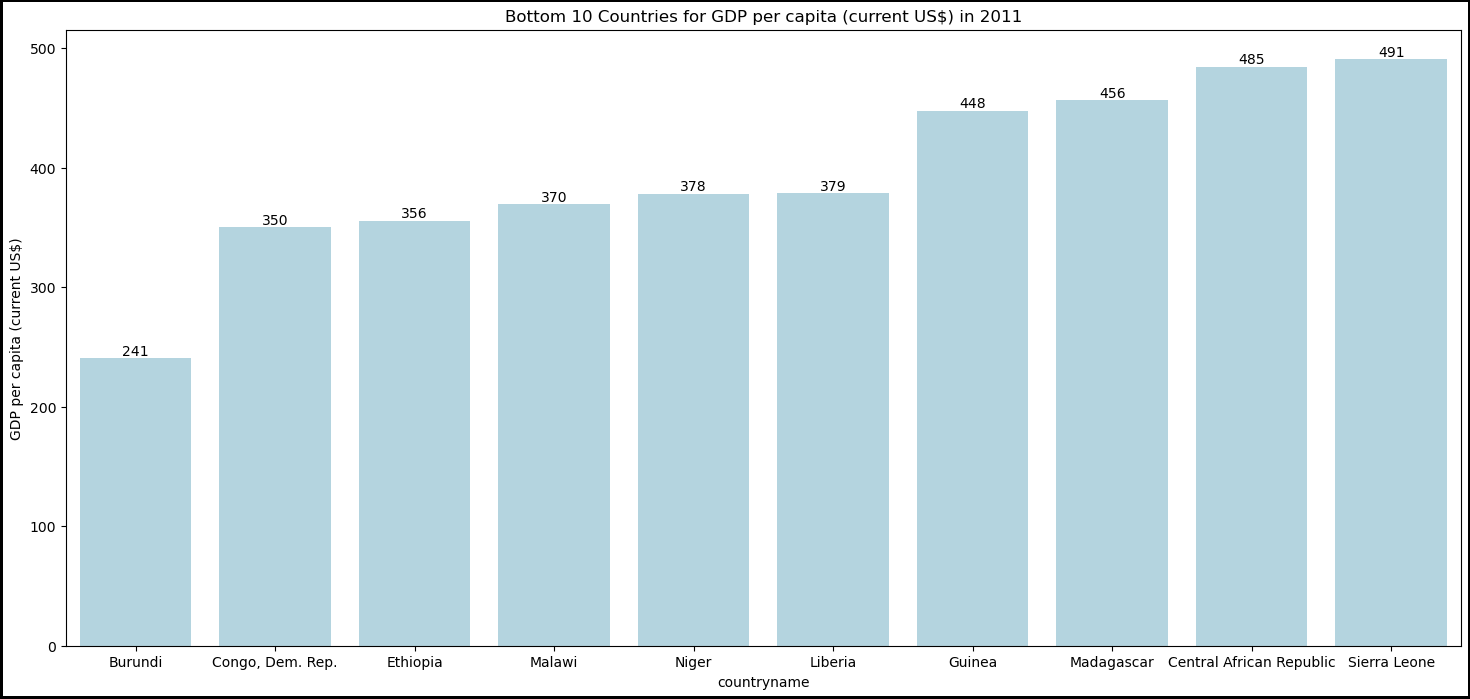 Bottom 10 Countries for GDP per capita (current US$) in 2011
GDP per capita (current US$)
500
400
300
200
100
0
241
350
356
370
378
379
448
456
485
491
Burundi
Congo, Dem. Rep.
Ethiopia
Malawi
Niger
Liberia
Guinea
Madagascar
Central African Republic
Sierra Leone
countryname